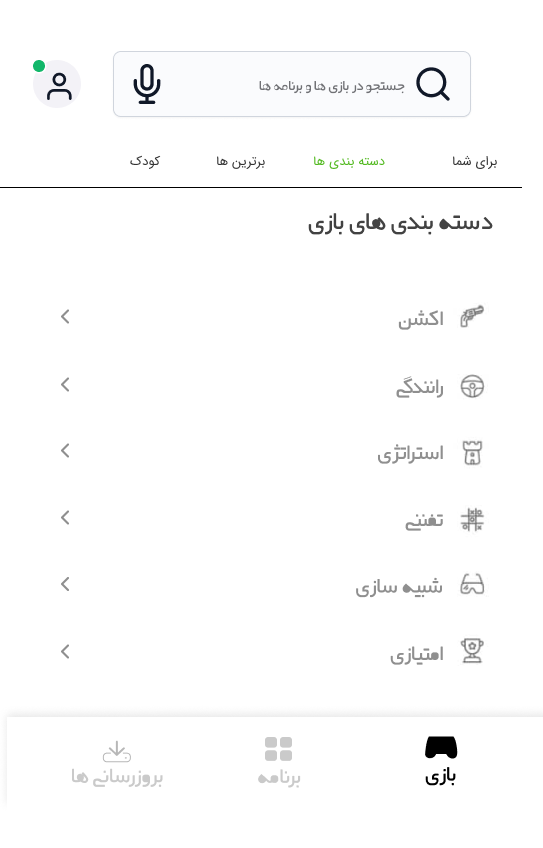 جستجو در بازی ها و برنامه ها
برای شما
دسته بندی ها
برترین ها
کودک
دسته بندی های بازی
اکشن
رانندگی
استراتژی
تفننی
شبیه سازی
امتیازی
بازی
برنامه
بروزرسانی ها